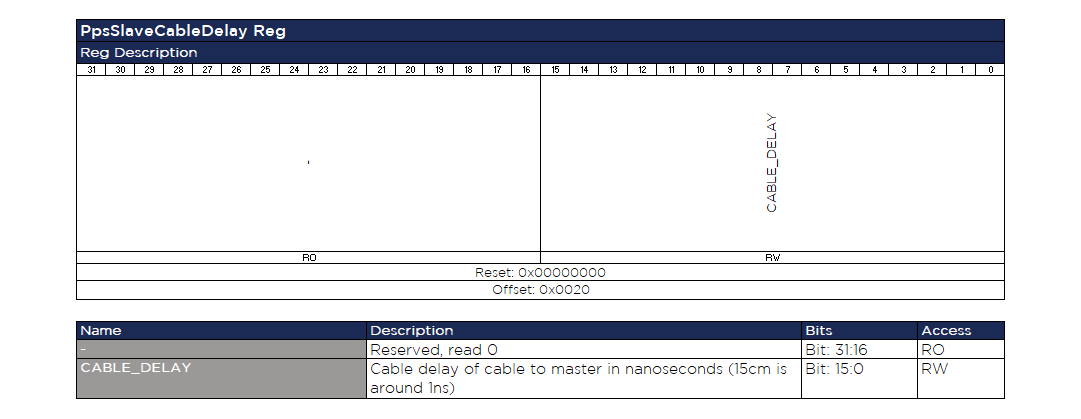 PpsSlaveCableDelay Reg
Reg Description
31 30 29 28 27 26 25 24 23 22 21 20 19 18 17 16 15 14 13 12 11 10 9 8 7 6 5 4 3 2 1 0
-
CABLE_DELAY
RO RW
Reset: 0x00000000
Offset: 0x0020
Name Description Bits Access
- Reserved, read 0 Bit: 31:16 RO
CABLE_DELAY Cable delay of cable to master in nanoseconds (15cm is Bit: 15:0 RW
around 1ns)